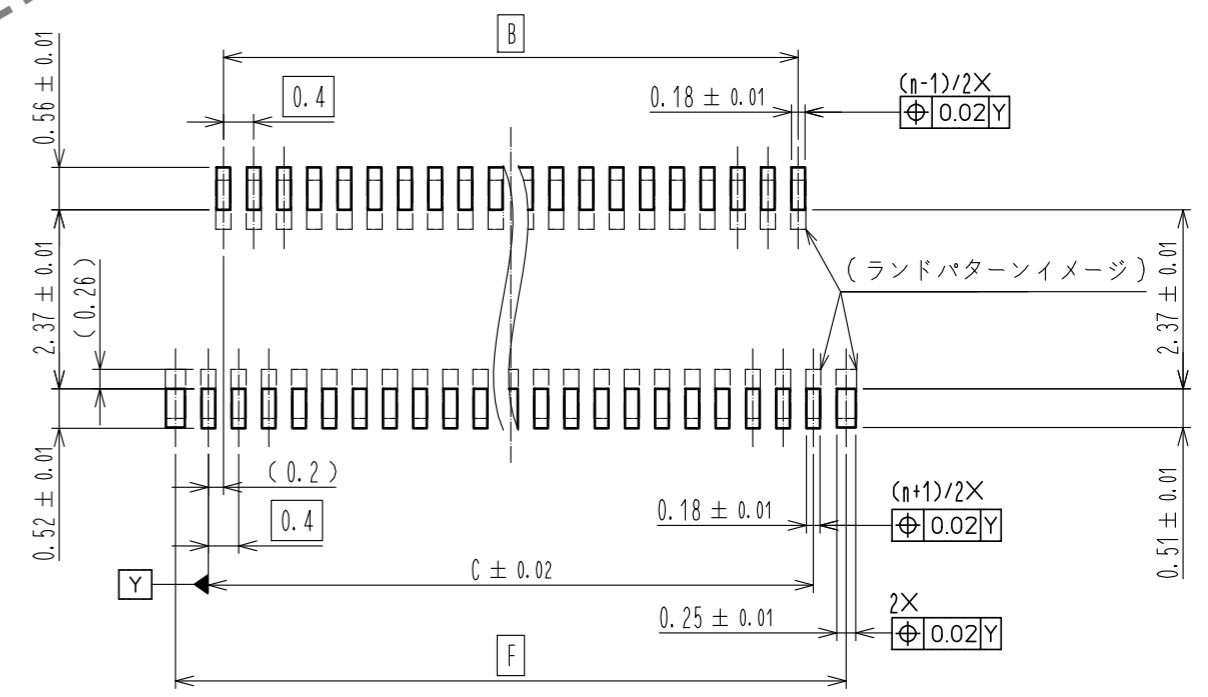 B
0.56 ± 0.01
0.4
0.18 ± 0.01
(n-1)/2X
⌖ 0.02 Y
2.37 ± 0.01
(0.26)
(ランドパターンイメージ)
2.37 ± 0.01
0.52 ± 0.01
(0.2)
0.4
0.18 ± 0.01
(n+1)/2X
⌖ 0.02 Y
0.51 ± 0.01
Y
C ± 0.02
0.25 ± 0.01
2X
⌖ 0.02 Y
F